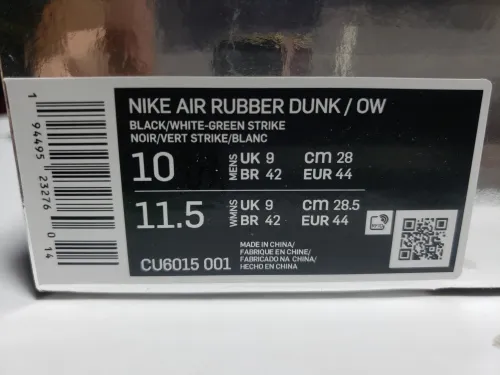 NIKE AIR RUBBER DUNK / OW
BLACK/WHITE-GREEN STRIKE
NOIR/VERT STRIKE/BLANC
10 MENS UK 9 cm 28
BR 42 EUR 44
11.5 WMNS UK 9 cm 28.5
BR 42 EUR 44
MADE IN CHINA/
FABRIQUE EN CHINE/
FABRICADO NA CHINA/
HECHO EN CHINA
CU6015 001
1 94495 23276 0 14